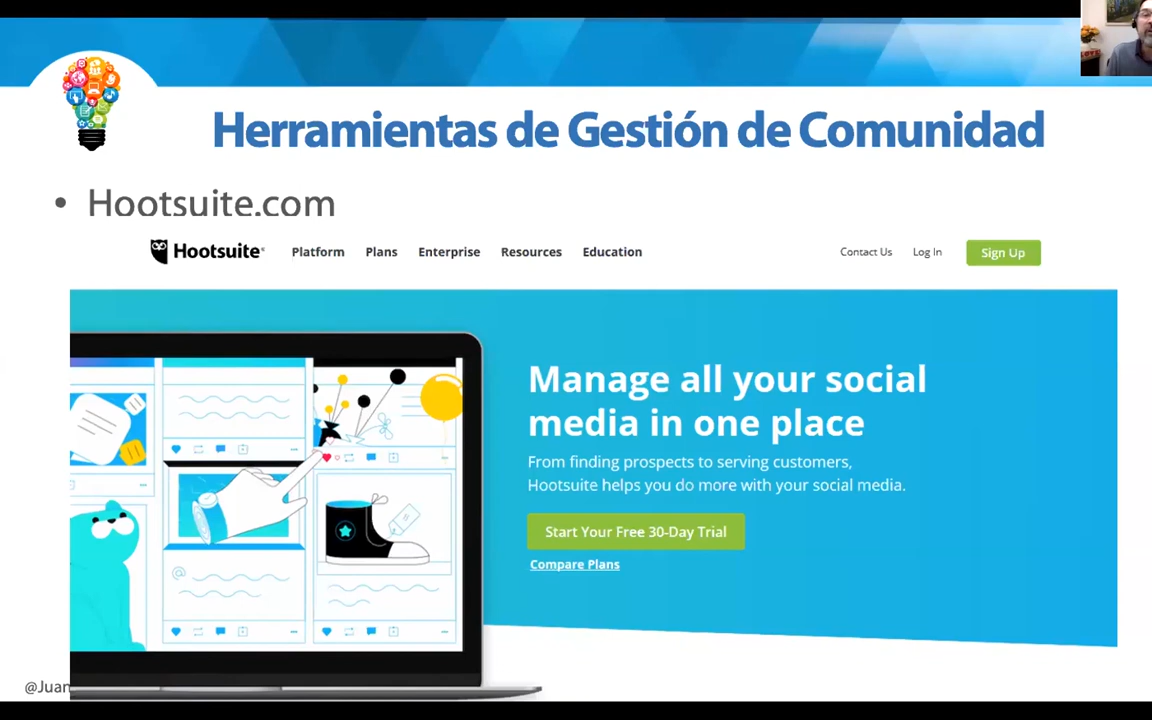 Herramientas de Gestión de Comunidad
• Hootsuite.com
Hootsuite® Platform Plans Enterprise Resources Education Contact Us Log In Sign Up
Manage all your social
media in one place
From finding prospects to serving customers,
Hootsuite helps you do more with your social media.
Start Your Free 30-Day Trial
Compare Plans
@Juan